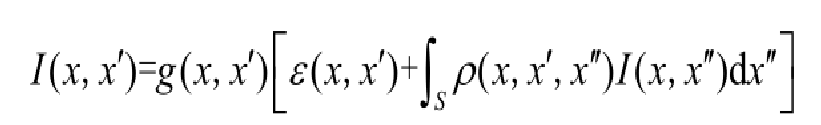 I(x, x′)=g(x, x′)[ε(x, x′)+∫_S ρ(x, x′, x″)I(x, x″)dx″]